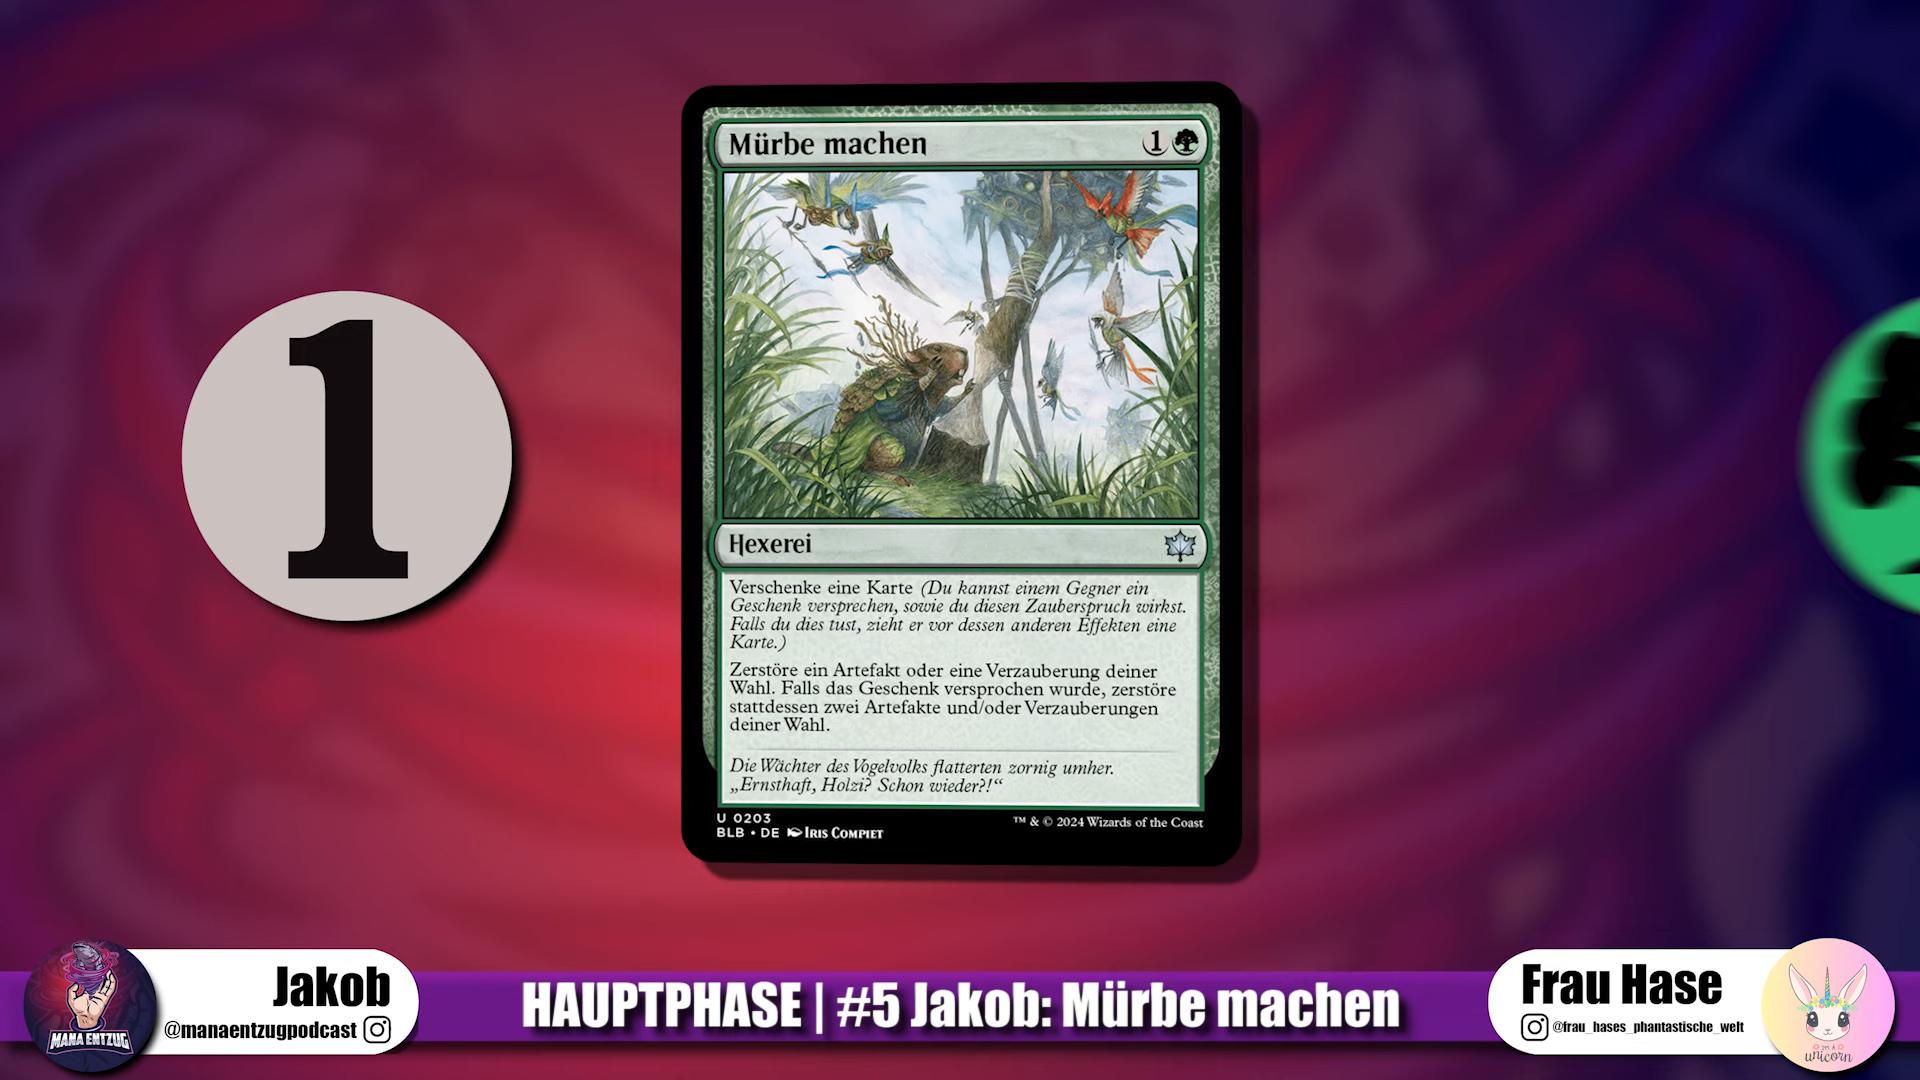 1
Mürbe machen
1
Hexerei
Verschenke eine Karte (Du kannst einem Gegner ein
Geschenk versprechen, sowie du diesen Zauberspruch wirkst.
Falls du dies tust, zieht er vor dessen anderen Effekten eine
Karte.)
Zerstöre ein Artefakt oder eine Verzauberung deiner
Wahl. Falls das Geschenk versprochen wurde, zerstöre
stattdessen zwei Artefakte und/oder Verzauberungen
deiner Wahl.
Die Wächter des Vogelvolks flatterten zornig umher.
„Ernsthaft, Holzi? Schon wieder?!“
U 0203
BLB • DE IRIS COMPIET
™ & © 2024 Wizards of the Coast
MANA ENTZUG
Jakob
@manaentzugpodcast
HAUPTPHASE | #5 Jakob: Mürbe machen
Frau Hase
@frau_hases_phantastische_welt
I'M A
unicorn